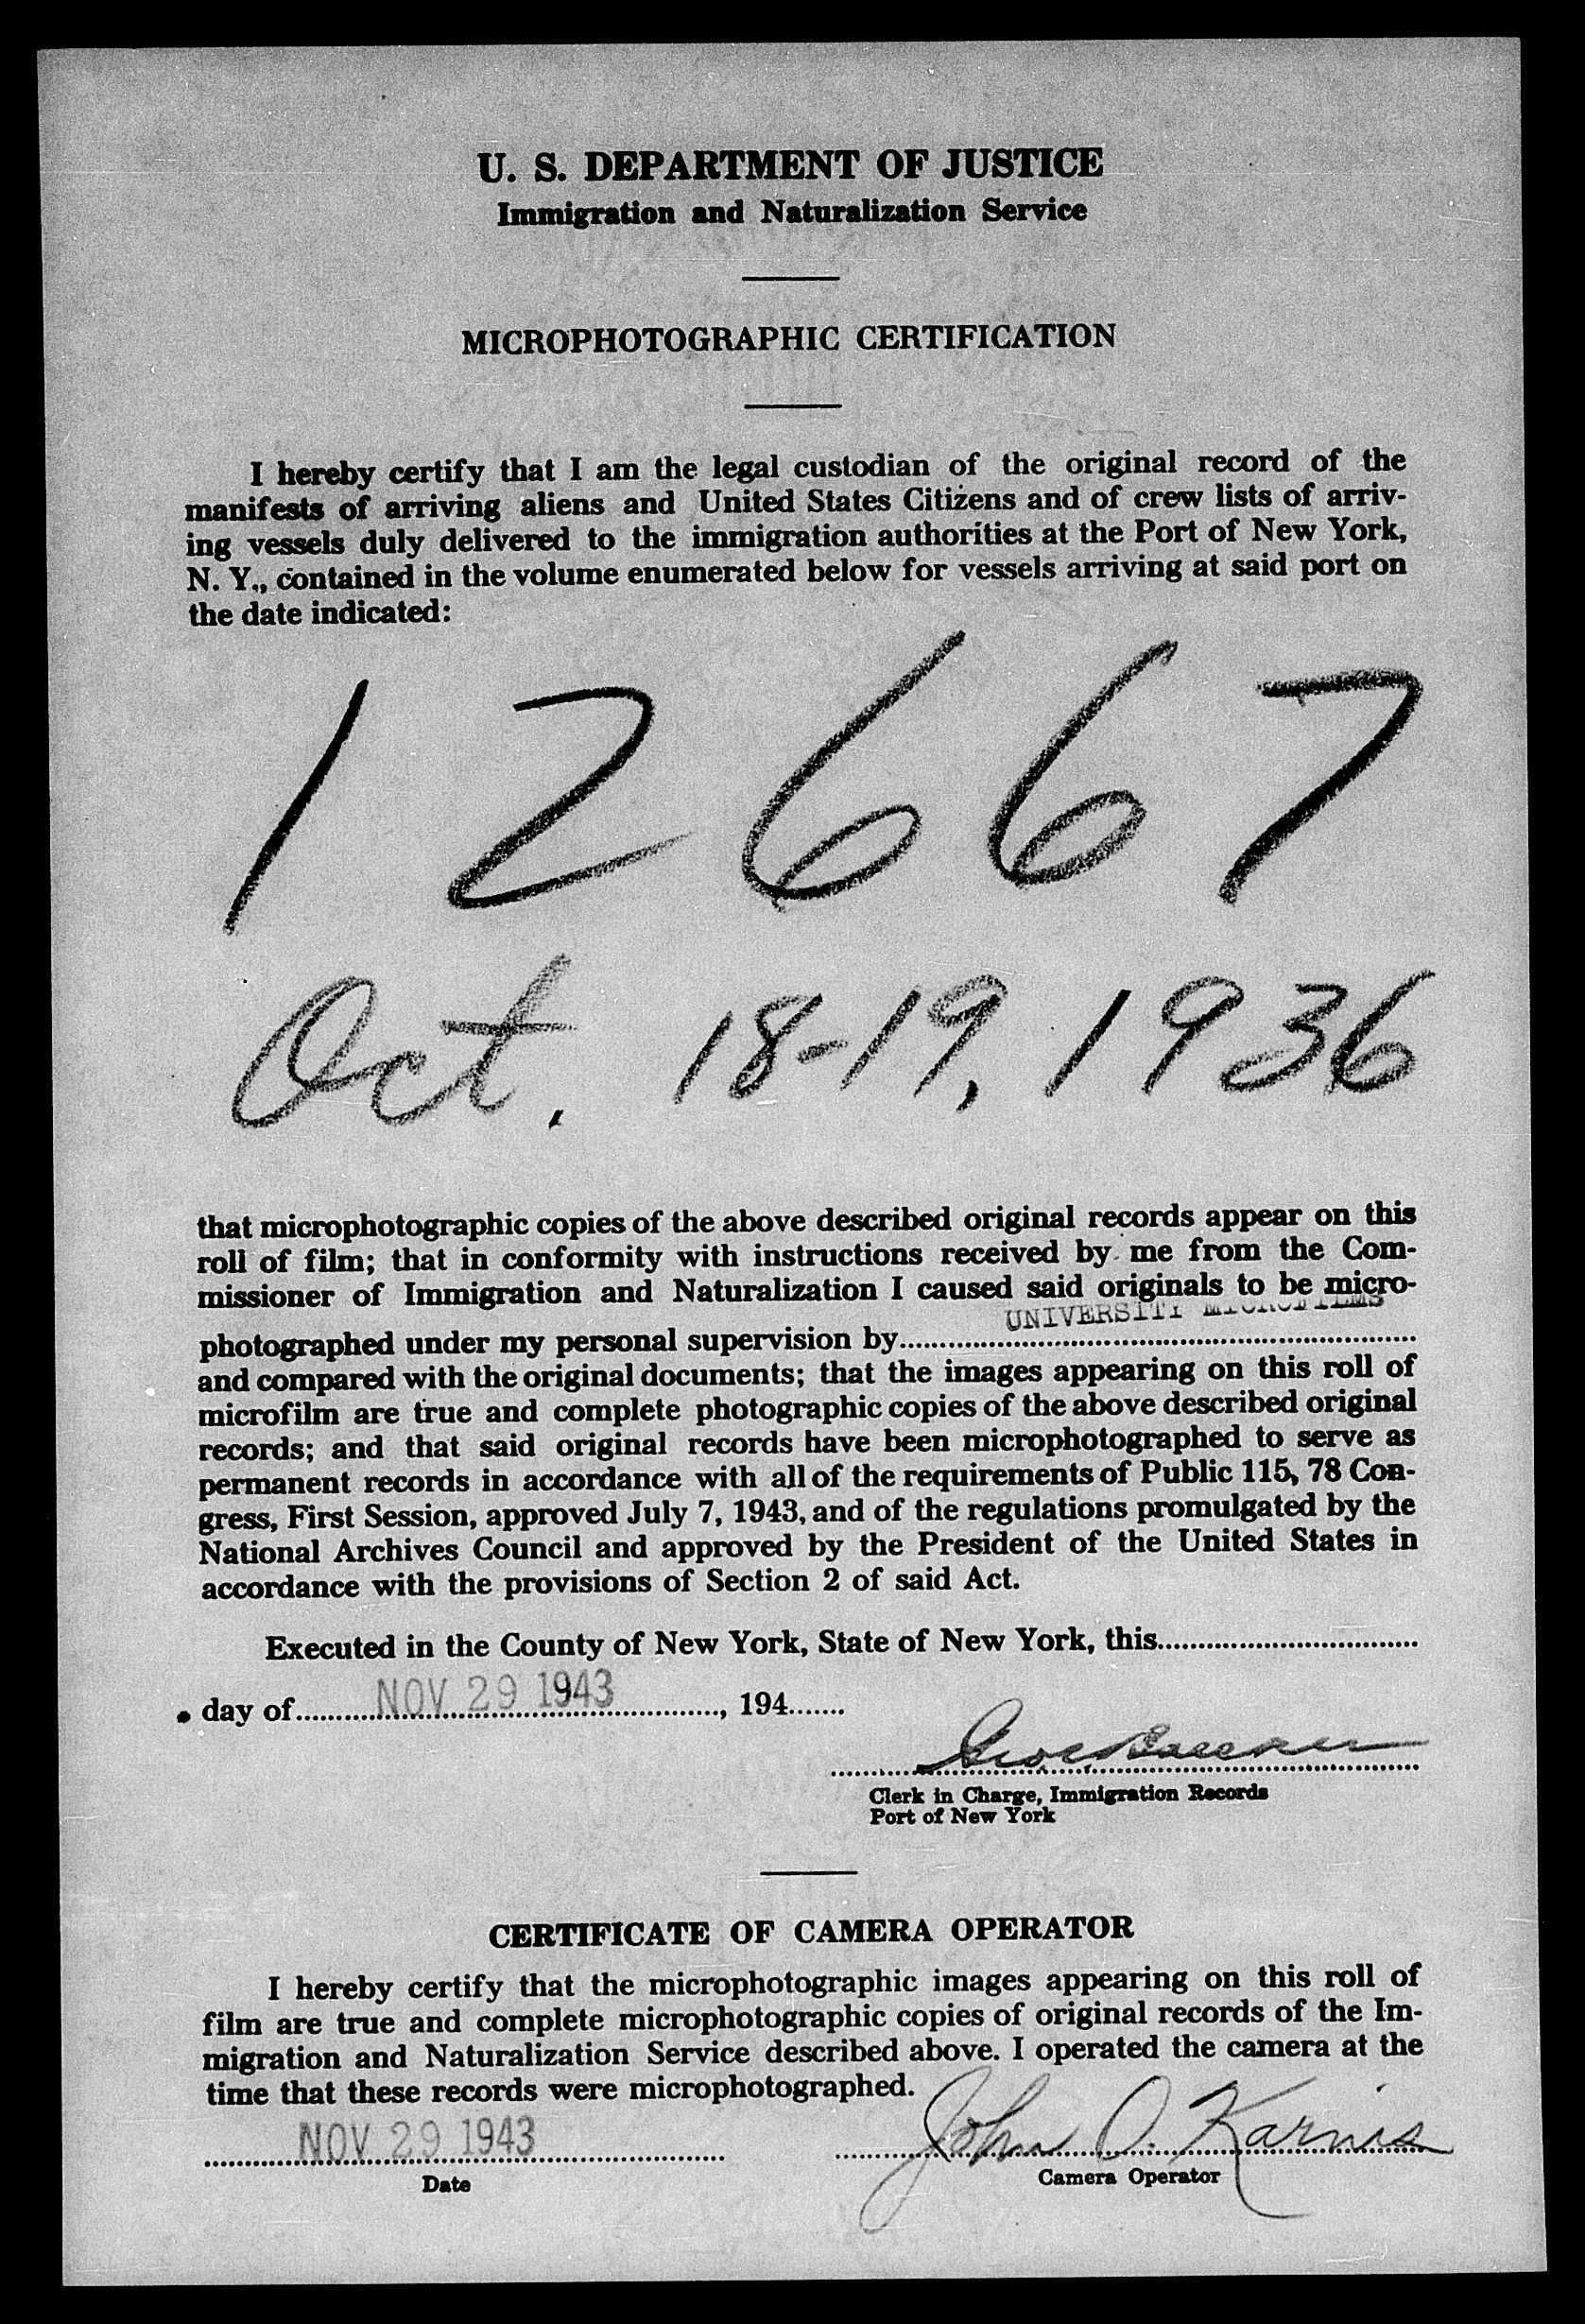 U. S. DEPARTMENT OF JUSTICE
Immigration and Naturalization Service
MICROPHOTOGRAPHIC CERTIFICATION
I hereby certify that I am the legal custodian of the original record of the
manifests of arriving aliens and United States Citizens and of crew lists of arriv-
ing vessels duly delivered to the immigration authorities at the Port of New York,
N. Y., contained in the volume enumerated below for vessels arriving at said port on
the date indicated:
12667
Oct. 18-19, 1936
that microphotographic copies of the above described original records appear on this
roll of film; that in conformity with instructions received by me from the Com-
missioner of Immigration and Naturalization I caused said originals to be micro-
UNIVERSITY MICROFILMS
photographed under my personal supervision by
and compared with the original documents; that the images appearing on this roll of
microfilm are true and complete photographic copies of the above described original
records; and that said original records have been microphotographed to serve as
permanent records in accordance with all of the requirements of Public 115, 78 Con-
gress, First Session, approved July 7, 1943, and of the regulations promulgated by the
National Archives Council and approved by the President of the United States in
accordance with the provisions of Section 2 of said Act.
Executed in the County of New York, State of New York, this
day of NOV 29 1943, 194
Clerk in Charge, Immigration Records
Port of New York
CERTIFICATE OF CAMERA OPERATOR
I hereby certify that the microphotographic images appearing on this roll of
film are true and complete microphotographic copies of original records of the Im-
migration and Naturalization Service described above. I operated the camera at the
time that these records were microphotographed.
NOV 29 1943 John O. Karnis
Date Camera Operator